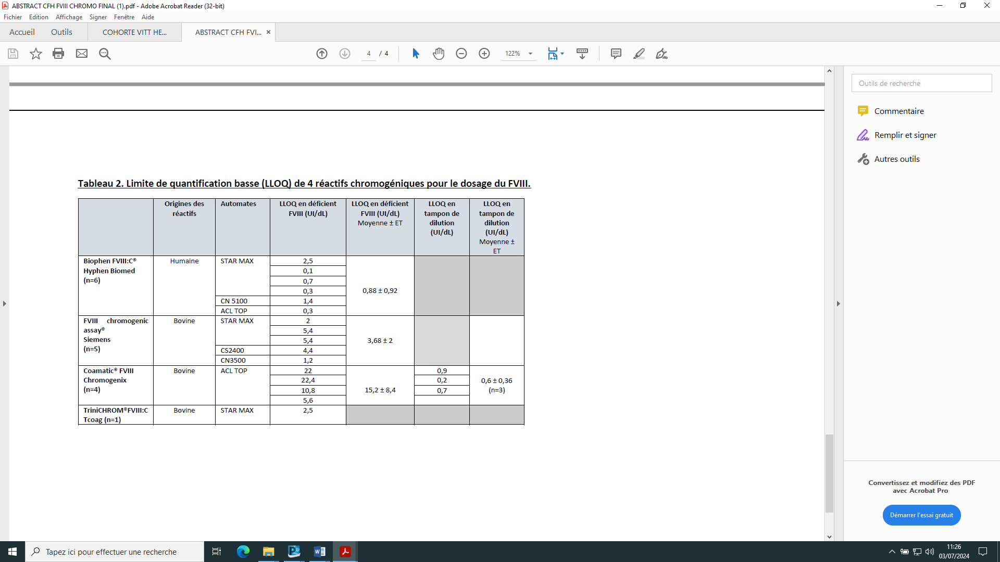 ABSTRACT CFH FVIII CHROMO FINAL (1).pdf - Adobe Acrobat Reader (32-bit)
Fichier Edition Affichage Signer Fenêtre Aide
Accueil Outils COHORTE VITT HE... ABSTRACT CFH FVI... ×
4 / 4 122%
Outils de recherche
Commentaire
Remplir et signer
Autres outils
Tableau 2. Limite de quantification basse (LLOQ) de 4 réactifs chromogéniques pour le dosage du FVIII.
Origines des réactifs
Automates
LLOQ en déficient FVIII (UI/dL)
LLOQ en déficient FVIII (UI/dL) Moyenne ± ET
LLOQ en tampon de dilution (UI/dL)
LLOQ en tampon de dilution (UI/dL) Moyenne ± ET
Biophen FVIII:C® Humaine STAR MAX 2,5
Hyphen Biomed 0,1
(n=6) 0,7
0,3 0,88 ± 0,92
CN 5100 1,4
ACL TOP 0,3
FVIII chromogenic Bovine STAR MAX 2
assay® 5,4
Siemens 5,4 3,68 ± 2
(n=5) CS2400 4,4
CN3500 1,2
Coamatic® FVIII Bovine ACL TOP 22 0,9
Chromogenix 22,4 0,2 0,6 ± 0,36
(n=4) 10,8 15,2 ± 8,4 0,7 (n=3)
5,6
TriniCHROM®FVIII:C Bovine STAR MAX 2,5
Tcoag (n=1)
Convertissez et modifiez des PDF
avec Acrobat Pro
Démarrer l'essai gratuit
Tapez ici pour effectuer une recherche
11:26
03/07/2024